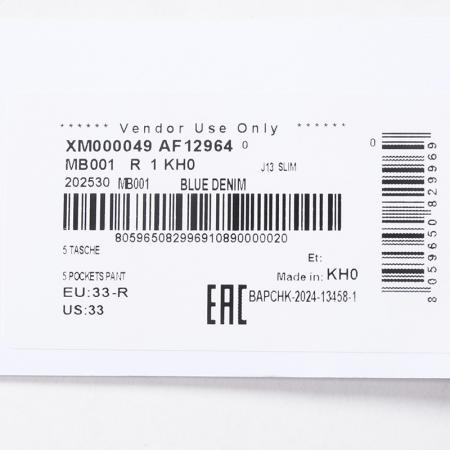 ****** Vendor Use Only ******
XM000049 AF12964 0
0
MB001 R 1 KH0
J13 SLIM
202530 MB001 BLUE DENIM
805965082996910890000020
5 TASCHE
Et:
5 POCKETS PANT
Made in: KH0
EU:33-R
EAC
BAPCHK-2024-13458-1
US:33
8059650829969